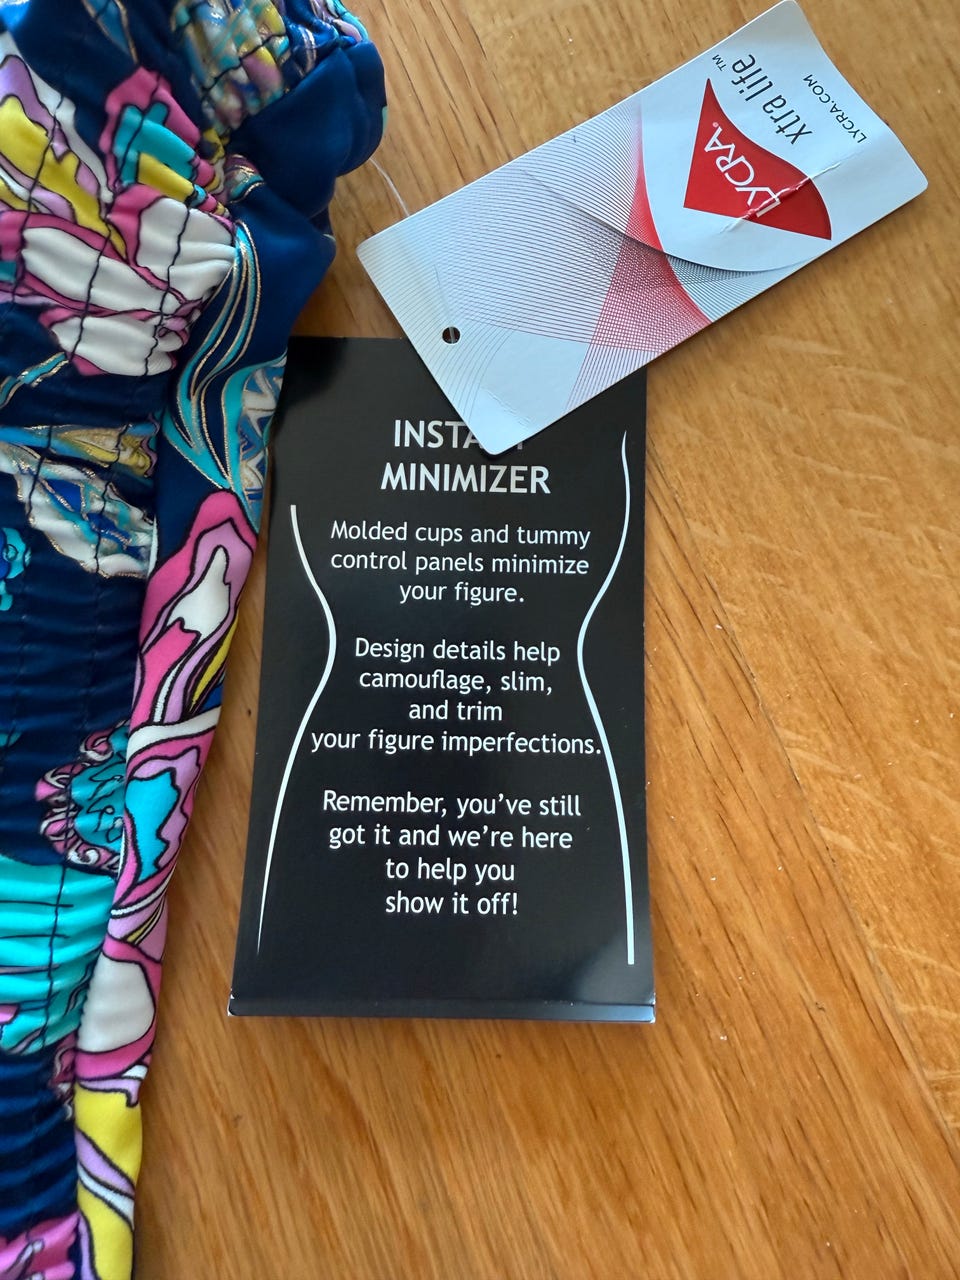 LYCRA.COM
xtra life™
LYCRA®
MINIMIZER
Molded cups and tummy
control panels minimize
your figure.
Design details help
camouflage, slim,
and trim
your figure imperfections.
Remember, you've still
got it and we're here
to help you
show it off!